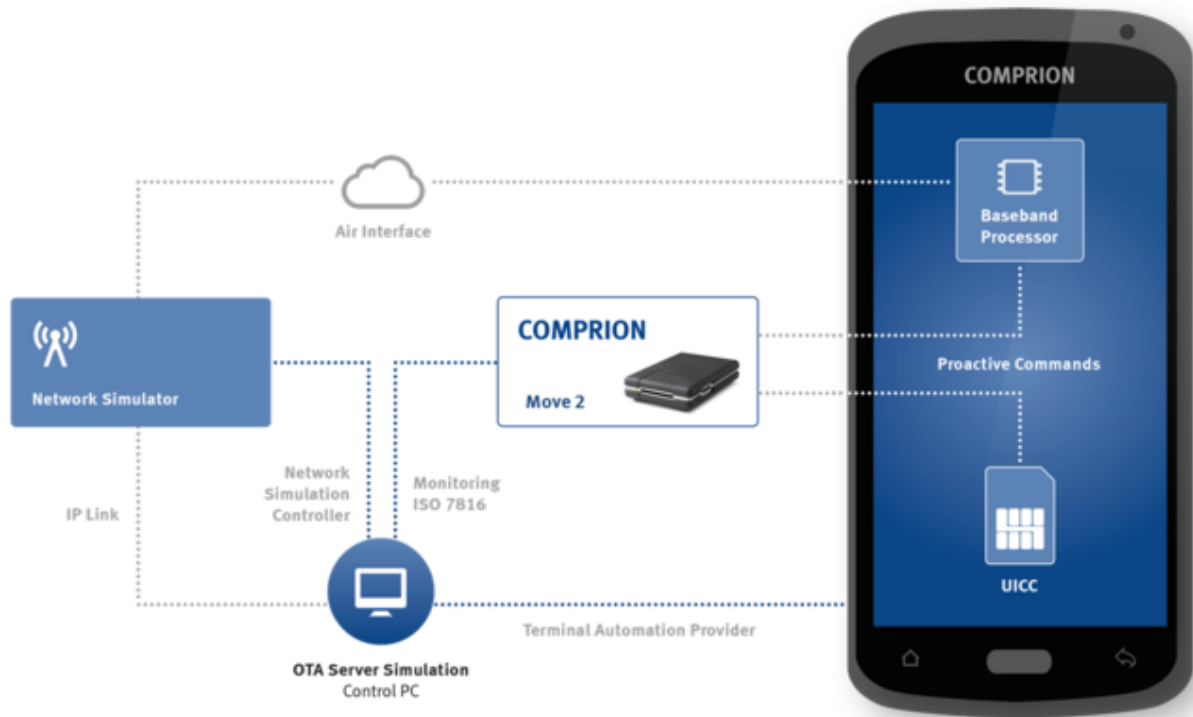 COMPRION
Baseband
Processor
Air Interface
COMPRION
Move 2
Network Simulator
Proactive Commands
Network
Simulation
Controller
Monitoring
ISO 7816
IP Link
UICC
Terminal Automation Provider
OTA Server Simulation
Control PC